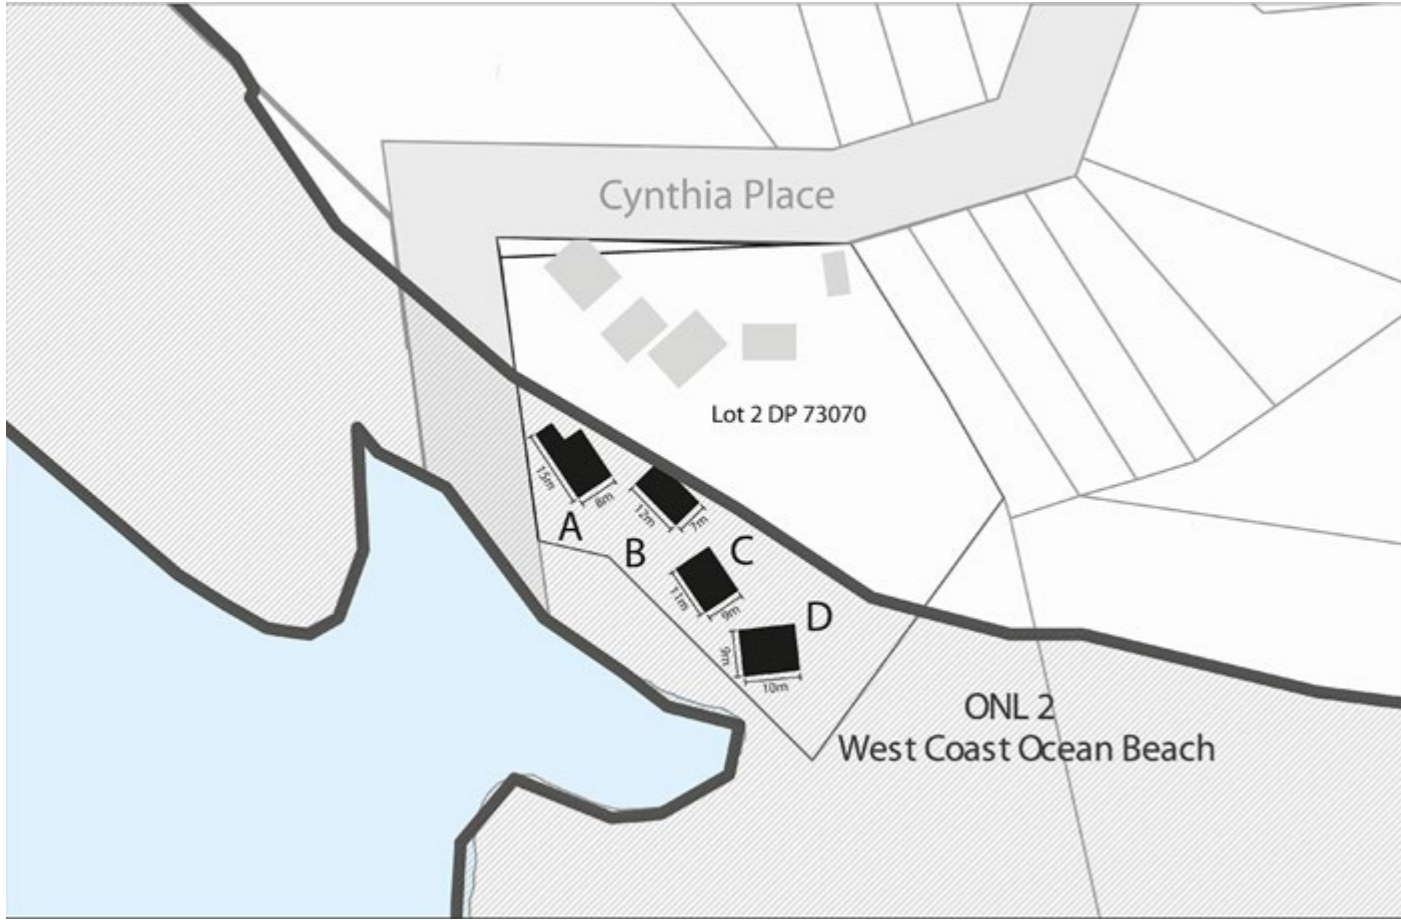 Cynthia Place
Lot 2 DP 73070
15m
8m
A
12m
7m
B
C
11m
9m
D
9m
10m
ONL 2
West Coast Ocean Beach